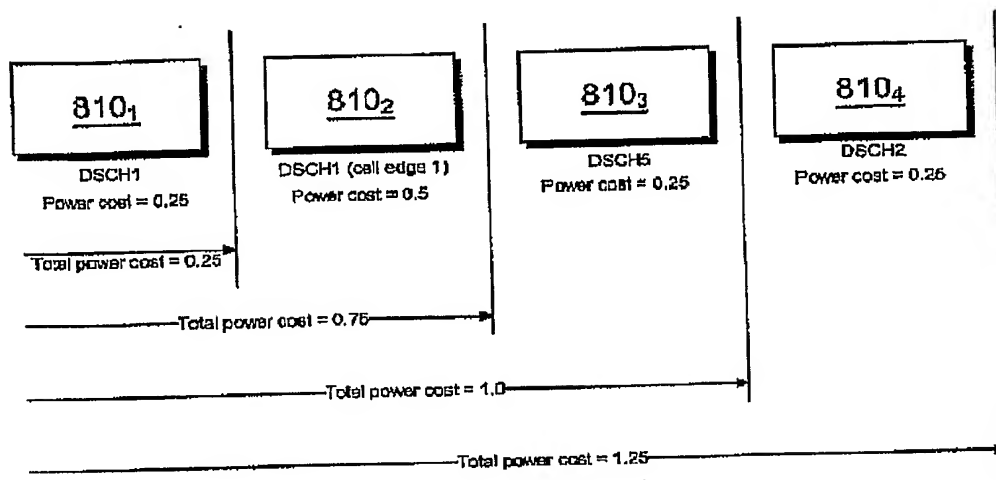 810₁
DSCH1
Power cost = 0.25
810₂
DSCH1 (cell edge 1)
Power cost = 0.5
810₃
DSCH5
Power cost = 0.25
810₄
DSCH2
Power cost = 0.25
Total power cost = 0.25
Total power cost = 0.75
Total power cost = 1.0
Total power cost = 1.25